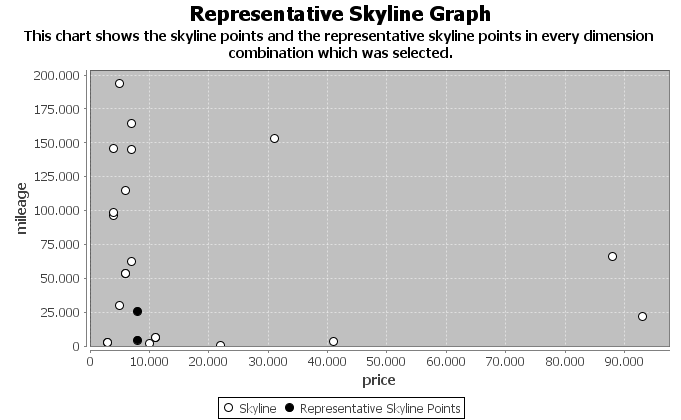 Representative Skyline Graph
This chart shows the skyline points and the representative skyline points in every dimension
combination which was selected.
200.000
175.000
150.000
125.000
100.000
75.000
50.000
25.000
0
mileage
0 10.000 20.000 30.000 40.000 50.000 60.000 70.000 80.000 90.000
price
Skyline Representative Skyline Points